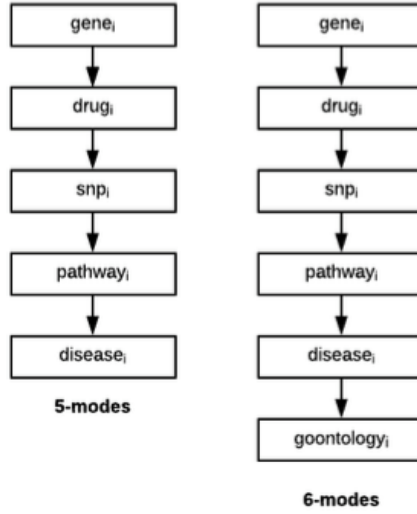 geneᵢ
drugᵢ
snpᵢ
pathwayᵢ
diseaseᵢ
5-modes
geneᵢ
drugᵢ
snpᵢ
pathwayᵢ
diseaseᵢ
goontologyᵢ
6-modes